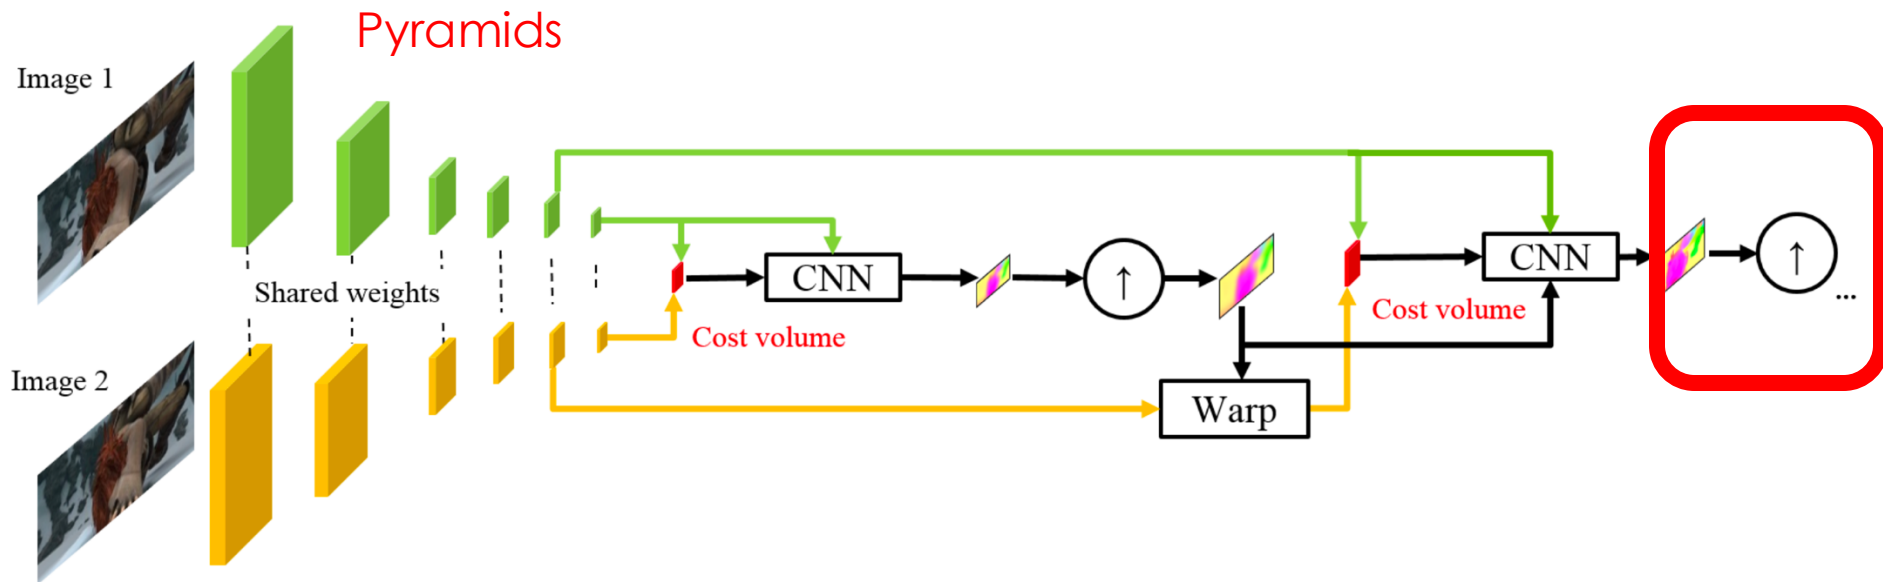 Pyramids
Image 1
Shared weights
Image 2
CNN
↑
Cost volume
Warp
Cost volume
CNN
↑
...